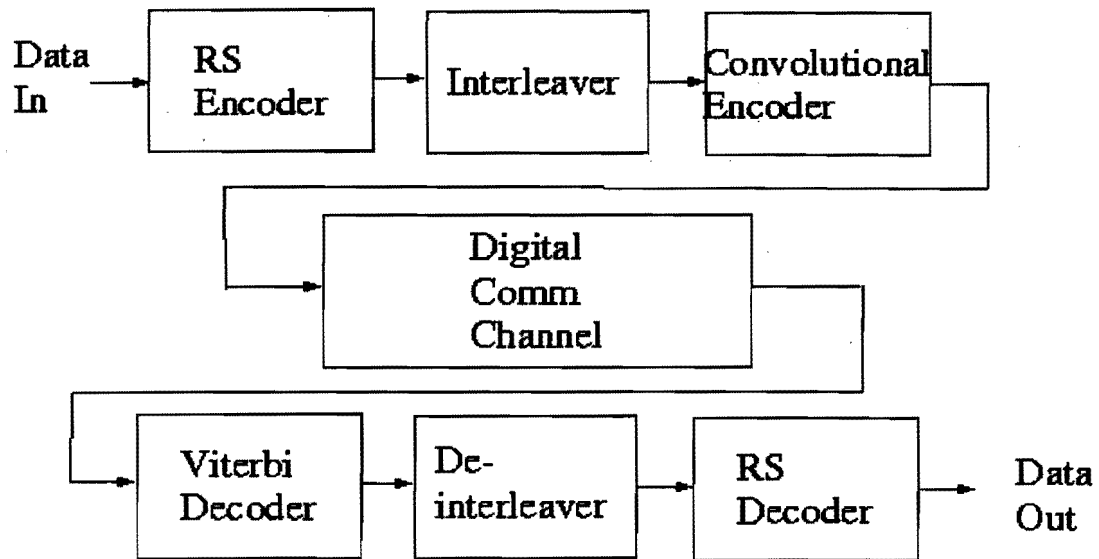 Data
In
RS
Encoder
Interleaver
Convolutional
Encoder
Digital
Comm
Channel
Viterbi
Decoder
De-
interleaver
RS
Decoder
Data
Out